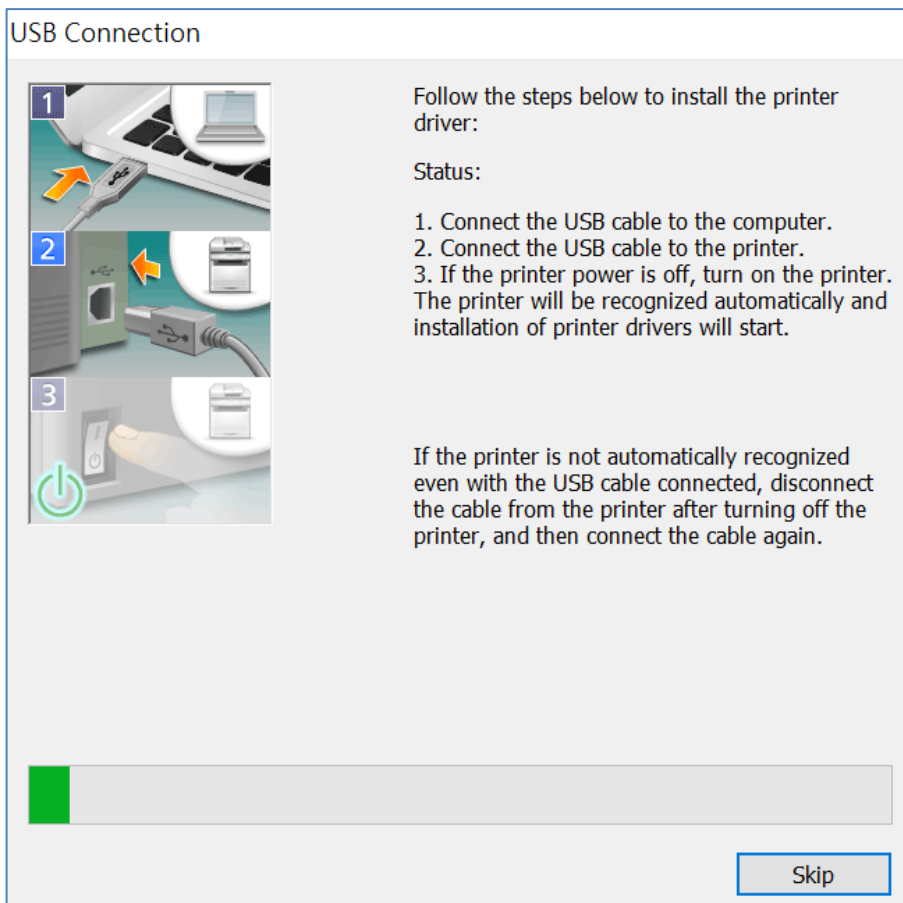 USB Connection
1
2
3
Follow the steps below to install the printer
driver:
Status:
1. Connect the USB cable to the computer.
2. Connect the USB cable to the printer.
3. If the printer power is off, turn on the printer.
The printer will be recognized automatically and
installation of printer drivers will start.
If the printer is not automatically recognized
even with the USB cable connected, disconnect
the cable from the printer after turning off the
printer, and then connect the cable again.
Skip